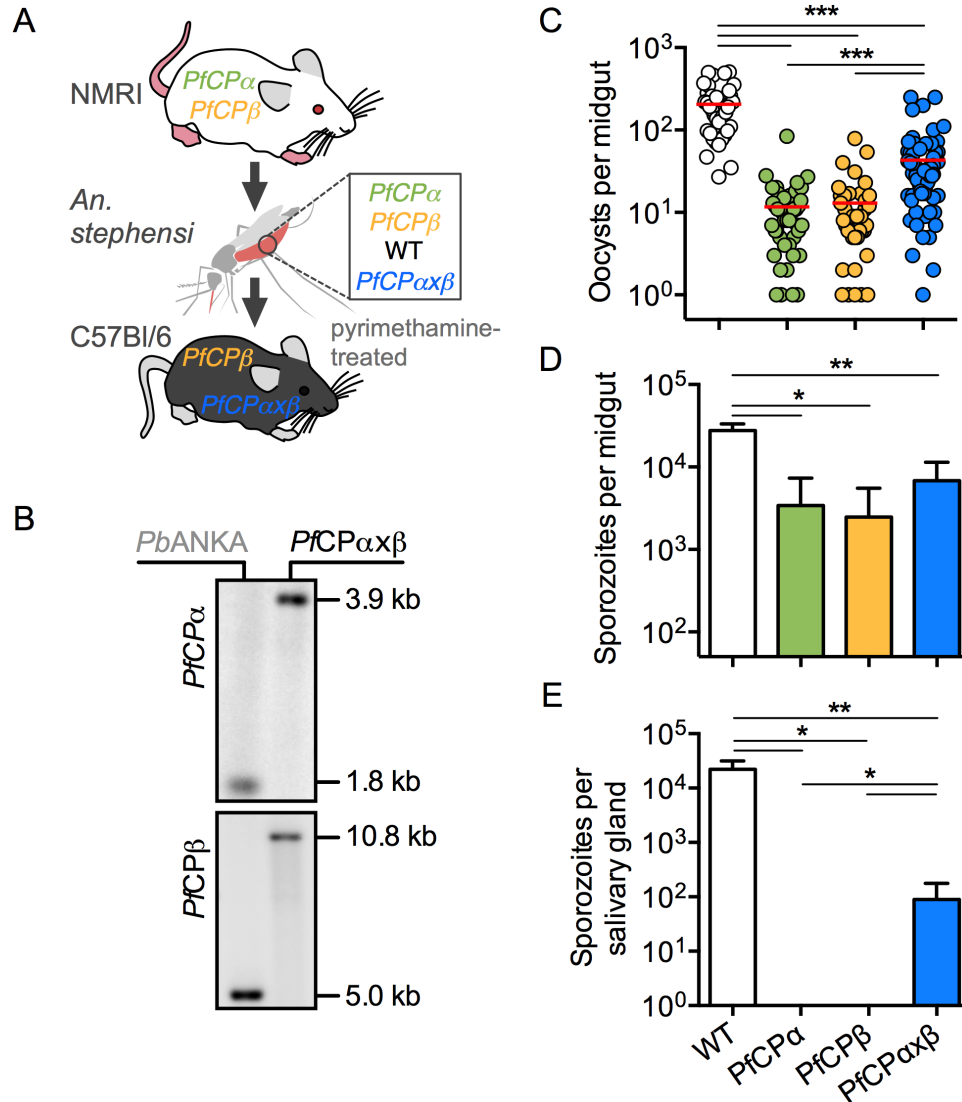 A
NMRI
PfCPα
PfCPβ
An.
stephensi
PfCPα
PfCPβ
WT
PfCPαxβ
C57Bl/6
pyrimethamine-
treated
PfCPβ
PfCPαxβ
B
PbANKA
PfCPαxβ
PfCPα
3.9 kb
1.8 kb
PfCPβ
10.8 kb
5.0 kb
C
***
***
Oocysts per midgut
10³
10²
10¹
10⁰
D
**
*
Sporozoites per midgut
10⁵
10⁴
10³
10²
E
**
*
*
Sporozoites per
salivary gland
10⁵
10⁴
10³
10²
10¹
10⁰
WT
PfCPα
PfCPβ
PfCPαxβ